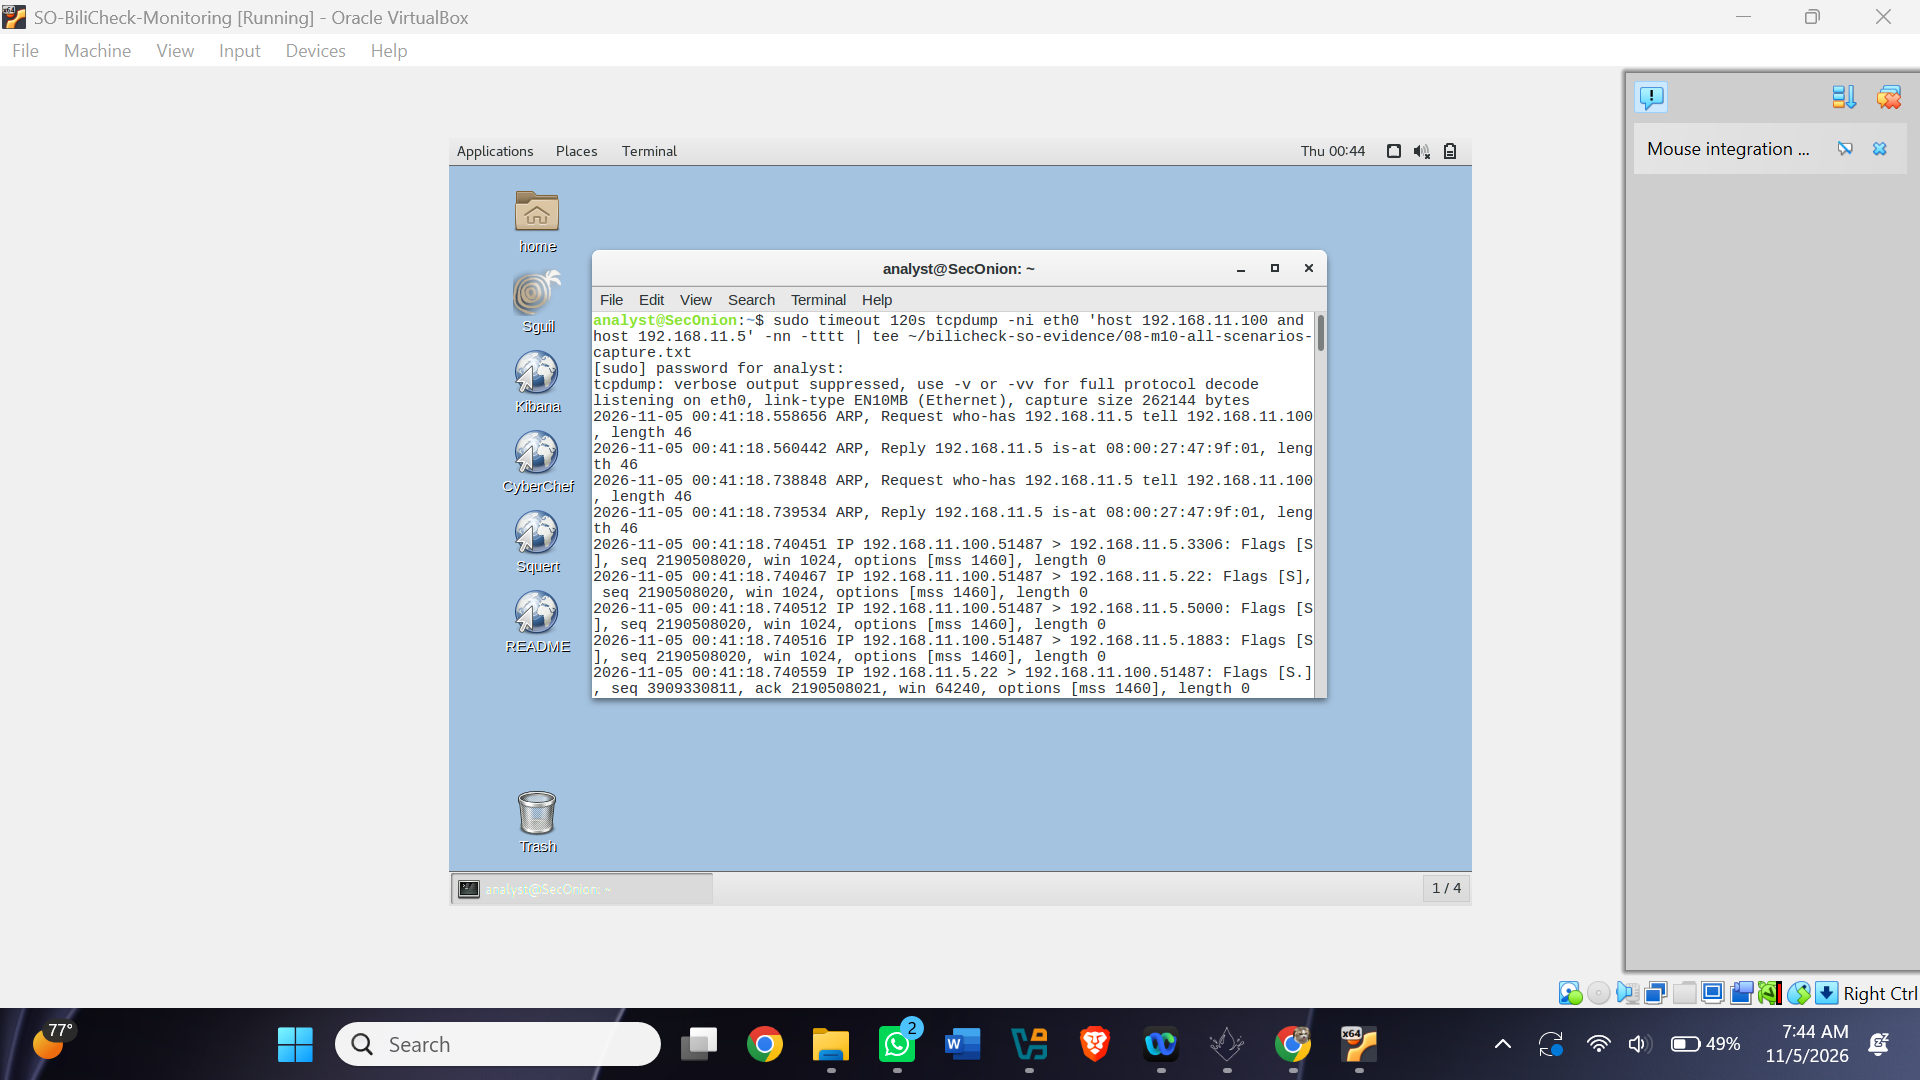 SO-BiliCheck-Monitoring [Running] - Oracle VirtualBox
File Machine View Input Devices Help
Mouse integration ...
Applications Places Terminal Thu 00:44
home
Sguil
Kibana
CyberChef
Squert
README
Trash
analyst@SecOnion: ~
File Edit View Search Terminal Help
analyst@SecOnion:~$ sudo timeout 120s tcpdump -ni eth0 'host 192.168.11.100 and
host 192.168.11.5' -nn -tttt | tee ~/bilicheck-so-evidence/08-m10-all-scenarios-
capture.txt
[sudo] password for analyst:
tcpdump: verbose output suppressed, use -v or -vv for full protocol decode
listening on eth0, link-type EN10MB (Ethernet), capture size 262144 bytes
2026-11-05 00:41:18.558656 ARP, Request who-has 192.168.11.5 tell 192.168.11.100
, length 46
2026-11-05 00:41:18.560442 ARP, Reply 192.168.11.5 is-at 08:00:27:47:9f:01, leng
th 46
2026-11-05 00:41:18.738848 ARP, Request who-has 192.168.11.5 tell 192.168.11.100
, length 46
2026-11-05 00:41:18.739534 ARP, Reply 192.168.11.5 is-at 08:00:27:47:9f:01, leng
th 46
2026-11-05 00:41:18.740451 IP 192.168.11.100.51487 > 192.168.11.5.3306: Flags [S
], seq 2190508020, win 1024, options [mss 1460], length 0
2026-11-05 00:41:18.740467 IP 192.168.11.100.51487 > 192.168.11.5.22: Flags [S],
 seq 2190508020, win 1024, options [mss 1460], length 0
2026-11-05 00:41:18.740512 IP 192.168.11.100.51487 > 192.168.11.5.5000: Flags [S
], seq 2190508020, win 1024, options [mss 1460], length 0
2026-11-05 00:41:18.740516 IP 192.168.11.100.51487 > 192.168.11.5.1883: Flags [S
], seq 2190508020, win 1024, options [mss 1460], length 0
2026-11-05 00:41:18.740559 IP 192.168.11.5.22 > 192.168.11.100.51487: Flags [S.]
, seq 3909330811, ack 2190508021, win 64240, options [mss 1460], length 0
analyst@SecOnion: ~
1 / 4
Right Ctrl
77°
Search
2
W
x64
49%
7:44 AM
11/5/2026